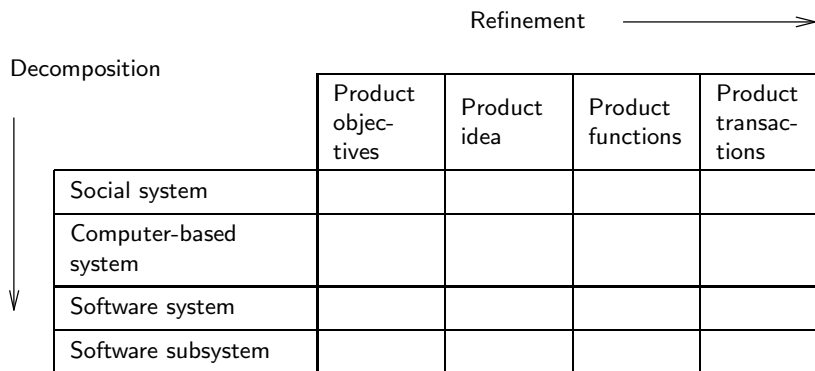 Refinement
Decomposition
Product
objec-
tives
Product
idea
Product
functions
Product
transac-
tions
Social system
Computer-based
system
Software system
Software subsystem